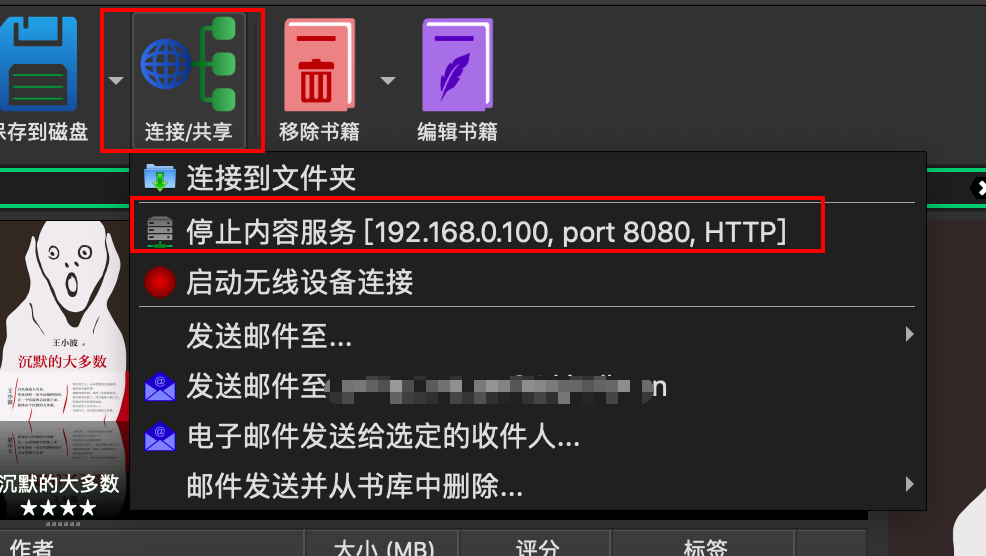 保存到磁盘
连接/共享
移除书籍
编辑书籍
连接到文件夹
停止内容服务 [192.168.0.100, port 8080, HTTP]
启动无线设备连接
发送邮件至...
发送邮件至
电子邮件发送给选定的收件人...
邮件发送并从书库中删除...
王小波
沉默的大多数
王小波
沉默的大多数
★★★★
作者
大小 (MB)
评分
标签